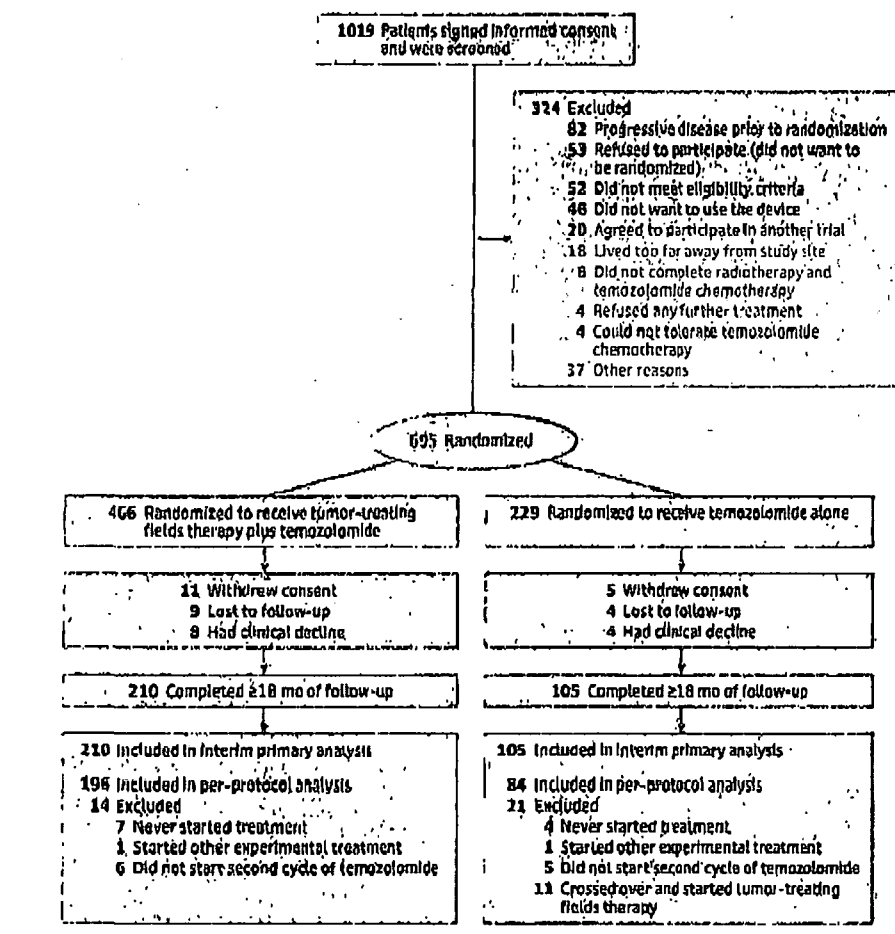 1019 Patients signed informed consent
and were screened
324 Excluded
82 Progressive disease prior to randomization
53 Refused to participate (did not want to
be randomized)
52 Did not meet eligibility criteria
46 Did not want to use the device
20 Agreed to participate in another trial
18 Lived too far away from study site
8 Did not complete radiotherapy and
temozolomide chemotherapy
4 Refused any further treatment
4 Could not tolerate temozolomide
chemotherapy
37 Other reasons
695 Randomized
466 Randomized to receive tumor-treating
fields therapy plus temozolomide
229 Randomized to receive temozolomide alone
11 Withdrew consent
9 Lost to follow-up
8 Had clinical decline
5 Withdrew consent
4 Lost to follow-up
4 Had clinical decline
210 Completed ≥18 mo of follow-up
105 Completed ≥18 mo of follow-up
210 Included in interim primary analysis
196 Included in per-protocol analysis
14 Excluded
7 Never started treatment
1 Started other experimental treatment
6 Did not start second cycle of temozolomide
105 Included in interim primary analysis
84 Included in per-protocol analysis
21 Excluded
4 Never started treatment
1 Started other experimental treatment
5 Did not start second cycle of temozolomide
11 Crossed over and started tumor-treating
fields therapy